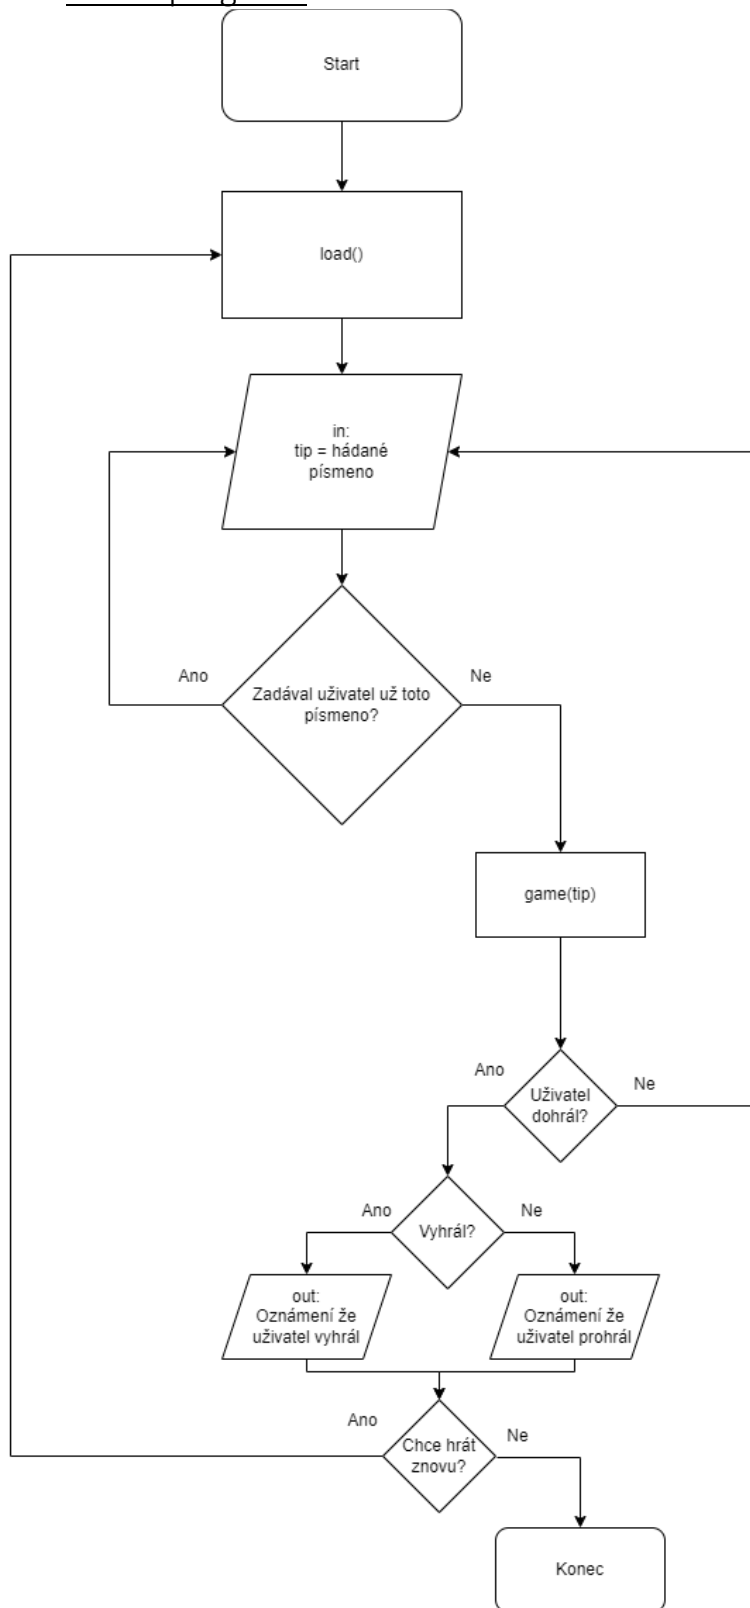 Start
load()
in:
tip = hádané
písmeno
Ano
Ne
Zadával uživatel už toto
písmeno?
game(tip)
Ano
Ne
Uživatel
dohrál?
Ano
Ne
Vyhrál?
out:
Oznámení že
uživatel vyhrál
out:
Oznámení že
uživatel prohrál
Ano
Ne
Chce hrát
znovu?
Konec